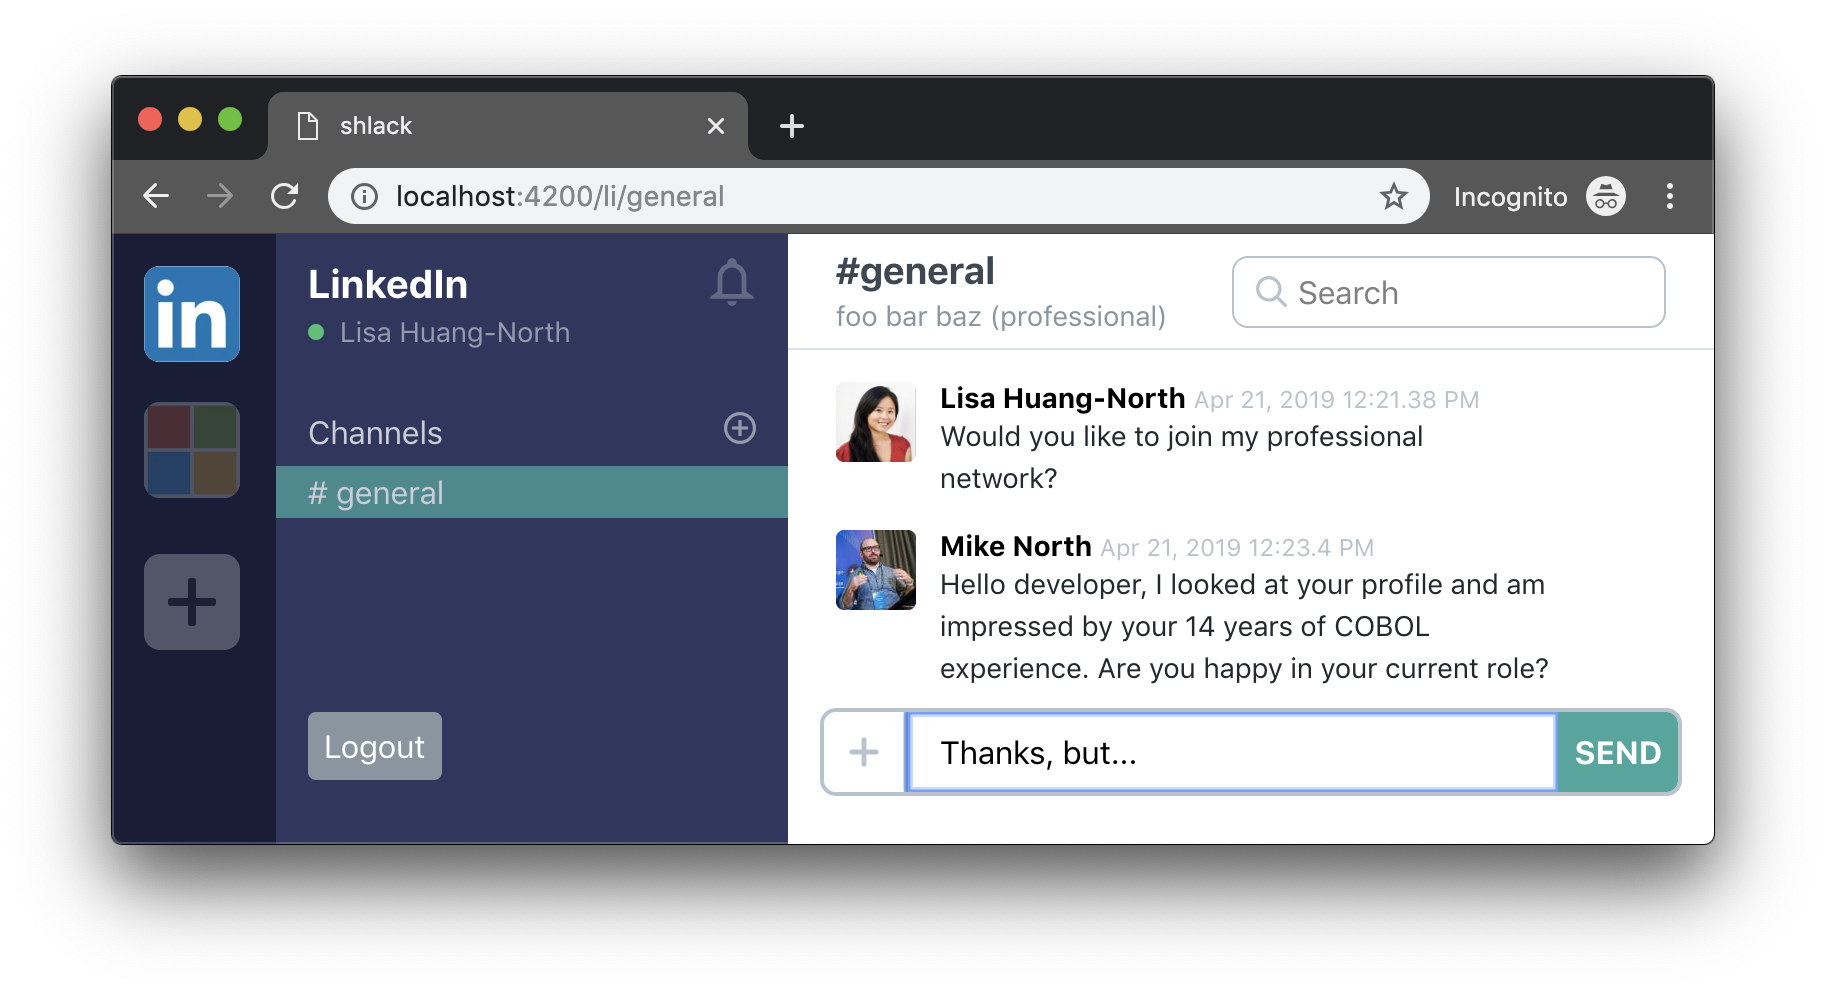 shlack
localhost:4200/li/general
Incognito
in
LinkedIn
Lisa Huang-North
Channels
# general
Logout
#general
foo bar baz (professional)
Search
Lisa Huang-North Apr 21, 2019 12:21.38 PM
Would you like to join my professional
network?
Mike North Apr 21, 2019 12:23.4 PM
Hello developer, I looked at your profile and am
impressed by your 14 years of COBOL
experience. Are you happy in your current role?
Thanks, but...
SEND